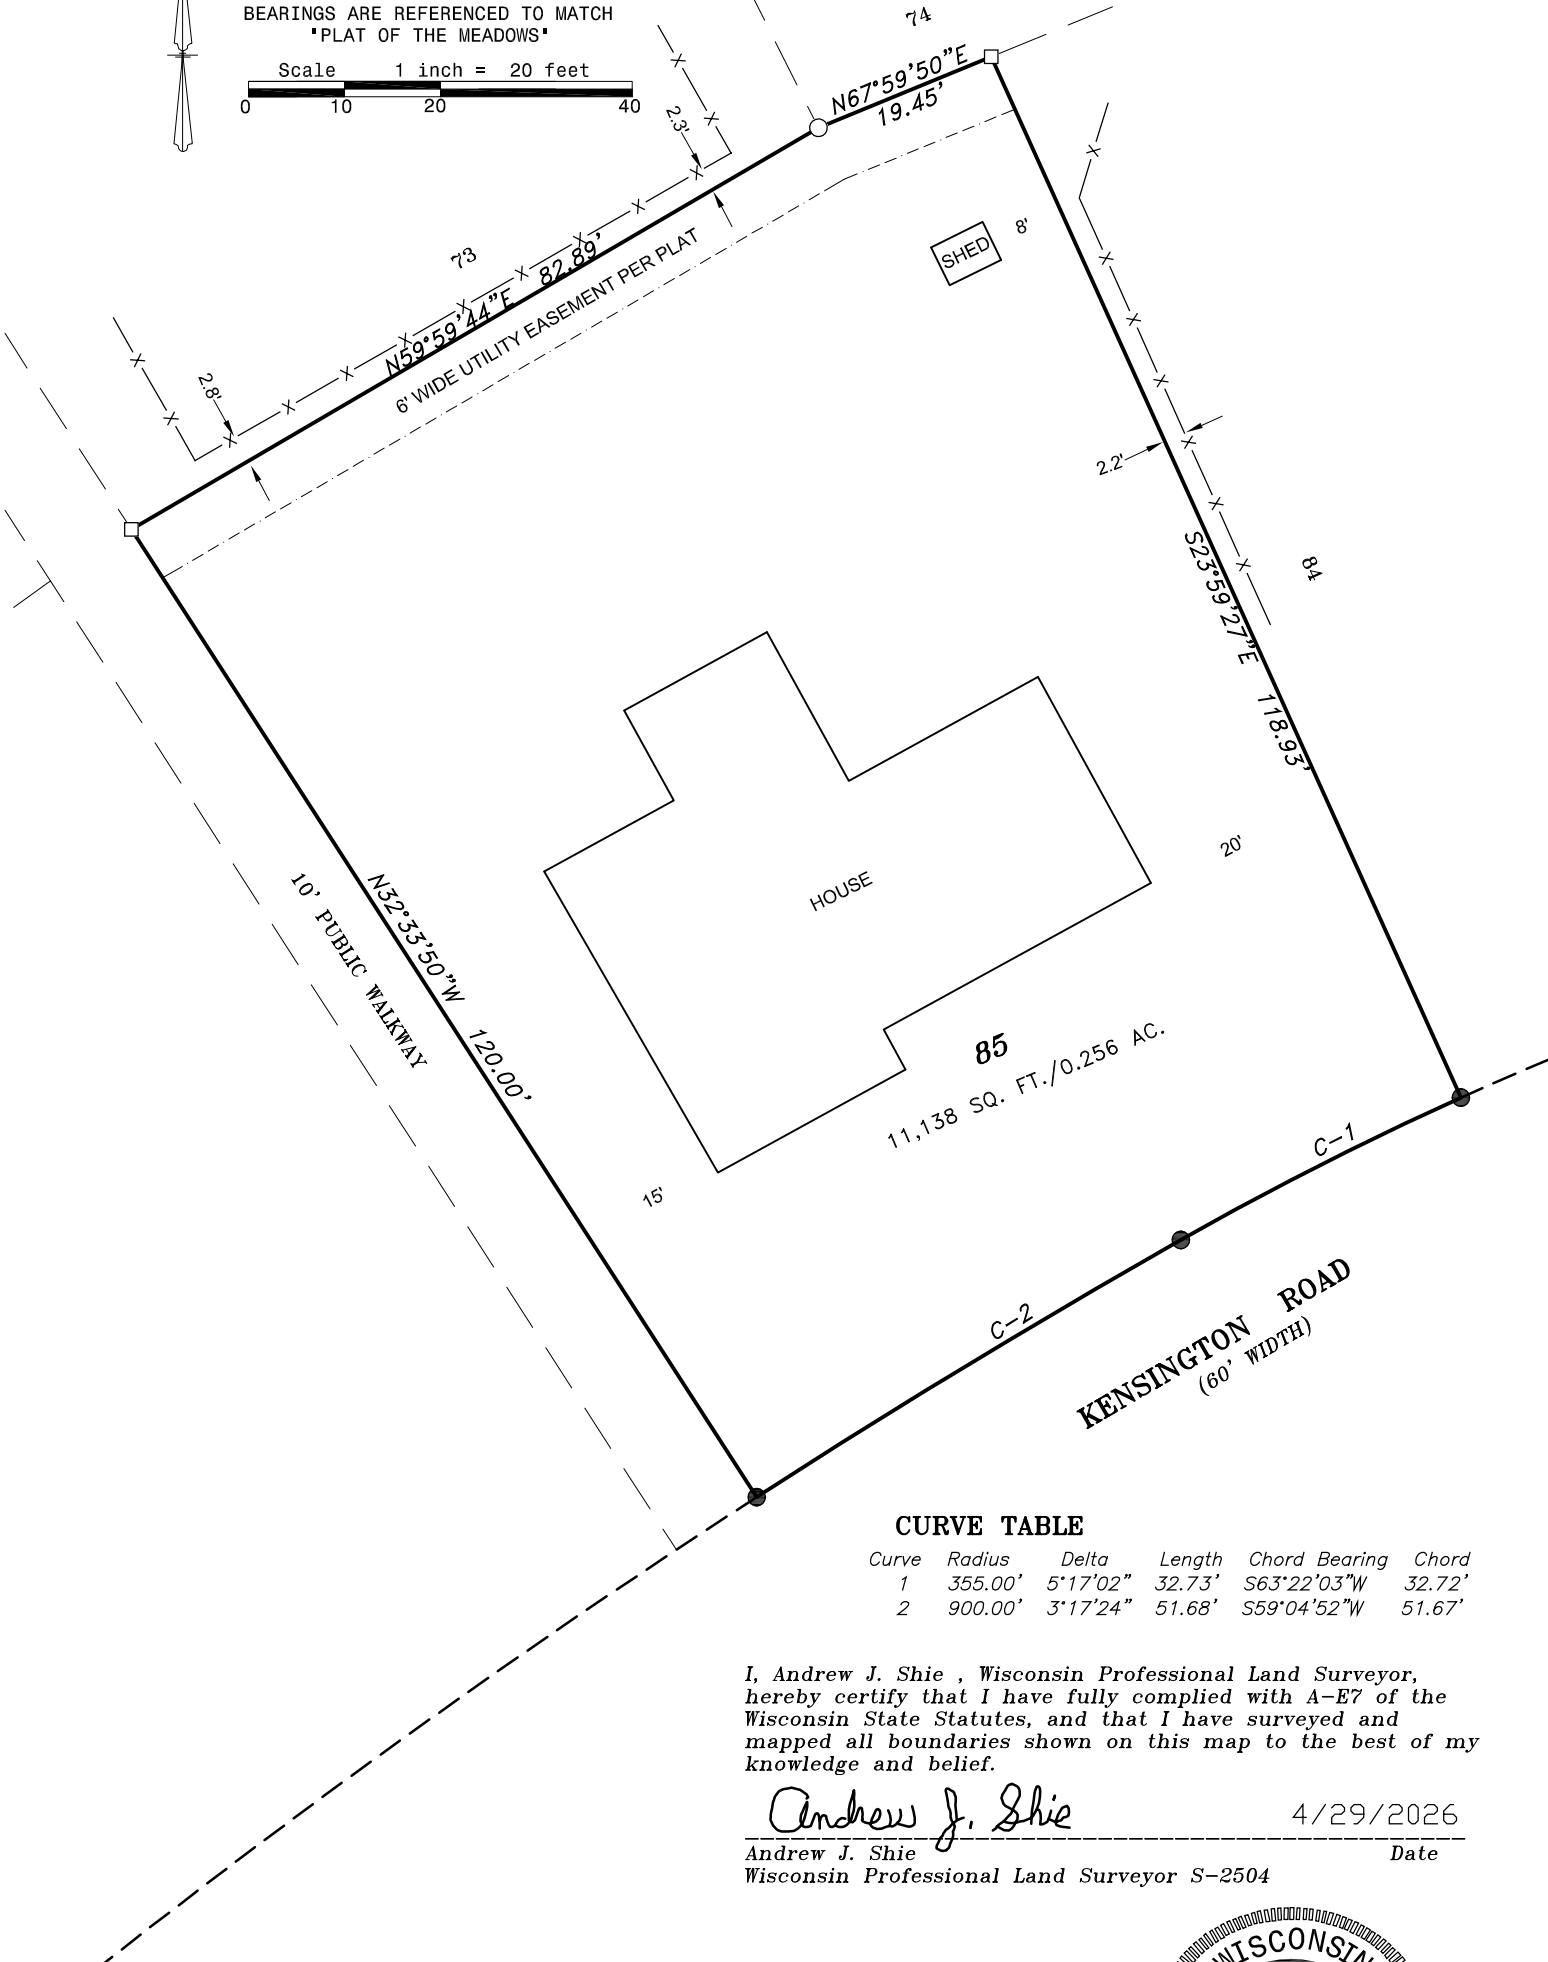 BEARINGS ARE REFERENCED TO MATCH
"PLAT OF THE MEADOWS"
Scale 1 inch = 20 feet
0 10 20 40
74
N67°59'50"E
19.45'
2.3'
73
N59°59'44"E 82.89'
6' WIDE UTILITY EASEMENT PER PLAT
SHED
8'
2.8'
2.2'
S23°59'27"E 118.93'
84
HOUSE
20'
10' PUBLIC WALKWAY
N32°33'50"W 120.00'
85
11,138 SQ. FT./0.256 AC.
15'
C-1
C-2
KENSINGTON ROAD
(60' WIDTH)
CURVE TABLE
Curve Radius Delta Length Chord Bearing Chord
1 355.00' 5°17'02" 32.73' S63°22'03"W 32.72'
2 900.00' 3°17'24" 51.68' S59°04'52"W 51.67'
I, Andrew J. Shie , Wisconsin Professional Land Surveyor,
hereby certify that I have fully complied with A-E7 of the
Wisconsin State Statutes, and that I have surveyed and
mapped all boundaries shown on this map to the best of my
knowledge and belief.
Andrew J. Shie 4/29/2026
Andrew J. Shie Date
Wisconsin Professional Land Surveyor S-2504
WISCONSIN